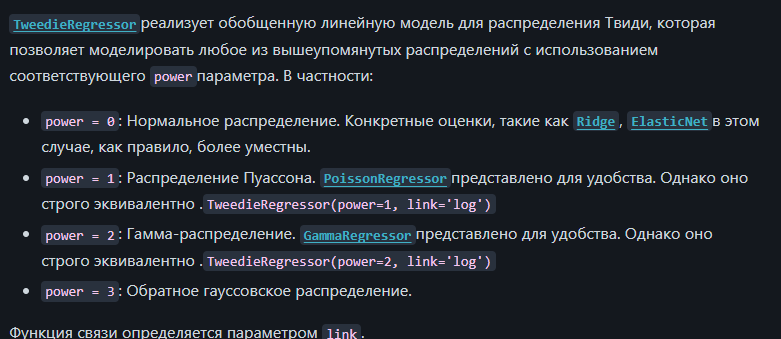 TweedieRegressor реализует обобщенную линейную модель для распределения Твиди, которая
позволяет моделировать любое из вышеупомянутых распределений с использованием
соответствующего power параметра. В частности:
• power = 0: Нормальное распределение. Конкретные оценки, такие как Ridge, ElasticNet в этом
случае, как правило, более уместны.
• power = 1: Распределение Пуассона. PoissonRegressor представлено для удобства. Однако оно
строго эквивалентно .TweedieRegressor(power=1, link='log')
• power = 2: Гамма-распределение. GammaRegressor представлено для удобства. Однако оно
строго эквивалентно .TweedieRegressor(power=2, link='log')
• power = 3: Обратное гауссовское распределение.
Функция связи определяется параметром link.